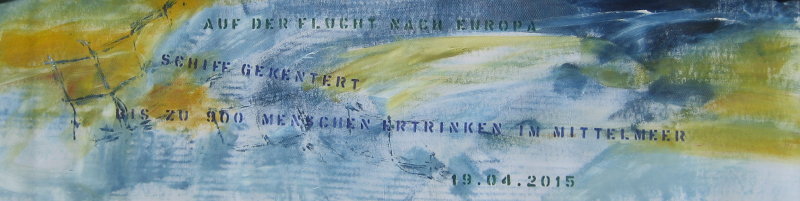 AUF DER FLUCHT NACH EUROPA
SCHIFF GEKENTERT
BIS ZU 900 MENSCHEN ERTRINKEN IM MITTELMEER
19.04.2015